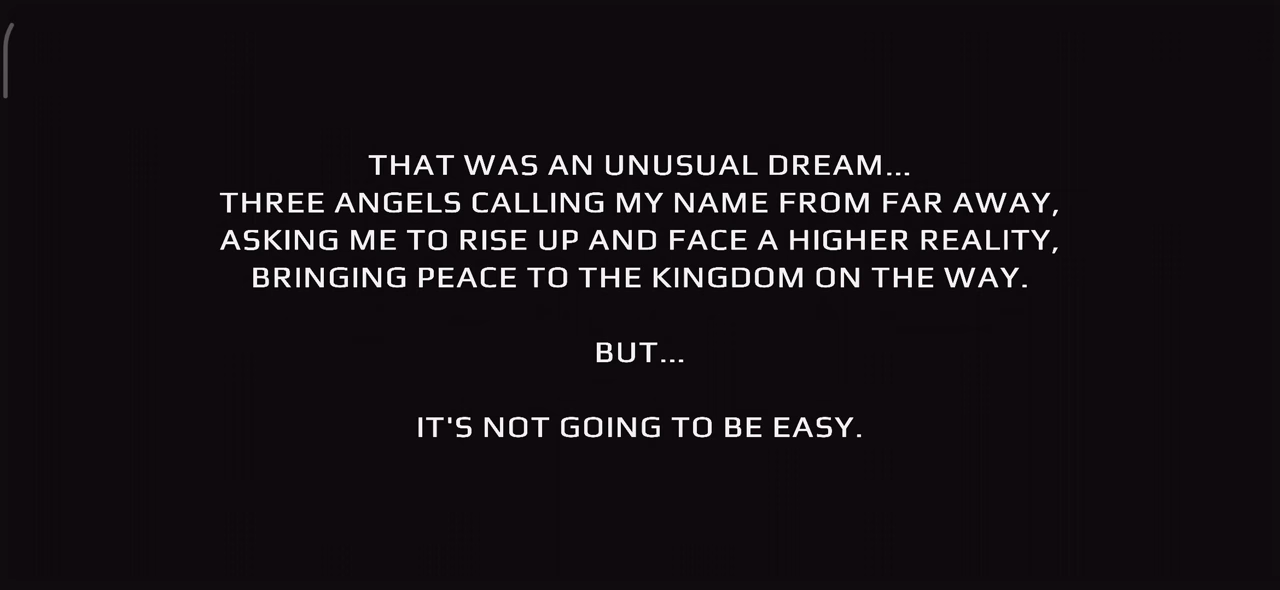 THAT WAS AN UNUSUAL DREAM...
THREE ANGELS CALLING MY NAME FROM FAR AWAY,
ASKING ME TO RISE UP AND FACE A HIGHER REALITY,
BRINGING PEACE TO THE KINGDOM ON THE WAY.
BUT...
IT'S NOT GOING TO BE EASY.